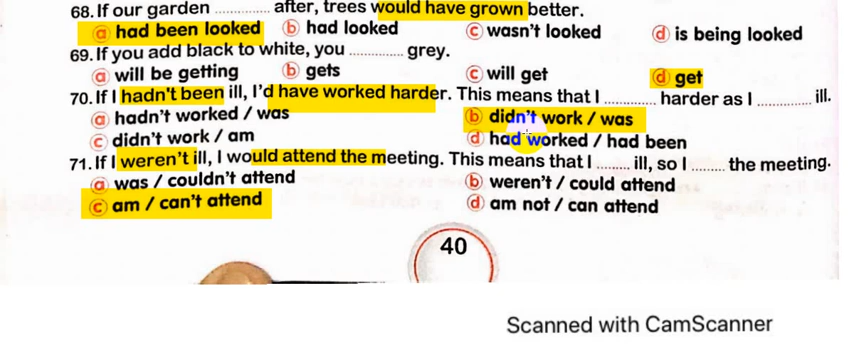 68. If our garden ............. after, trees would have grown better.
ⓐ had been looked ⓑ had looked ⓒ wasn't looked ⓓ is being looked
69. If you add black to white, you ............. grey.
ⓐ will be getting ⓑ gets ⓒ will get ⓓ get
70. If I hadn't been ill, I'd have worked harder. This means that I ............. harder as I ............. ill.
ⓐ hadn't worked / was ⓑ didn't work / was
ⓒ didn't work / am ⓓ had worked / had been
71. If I weren't ill, I would attend the meeting. This means that I ........ ill, so I ........ the meeting.
ⓐ was / couldn't attend ⓑ weren't / could attend
ⓒ am / can't attend ⓓ am not / can attend
40
Scanned with CamScanner